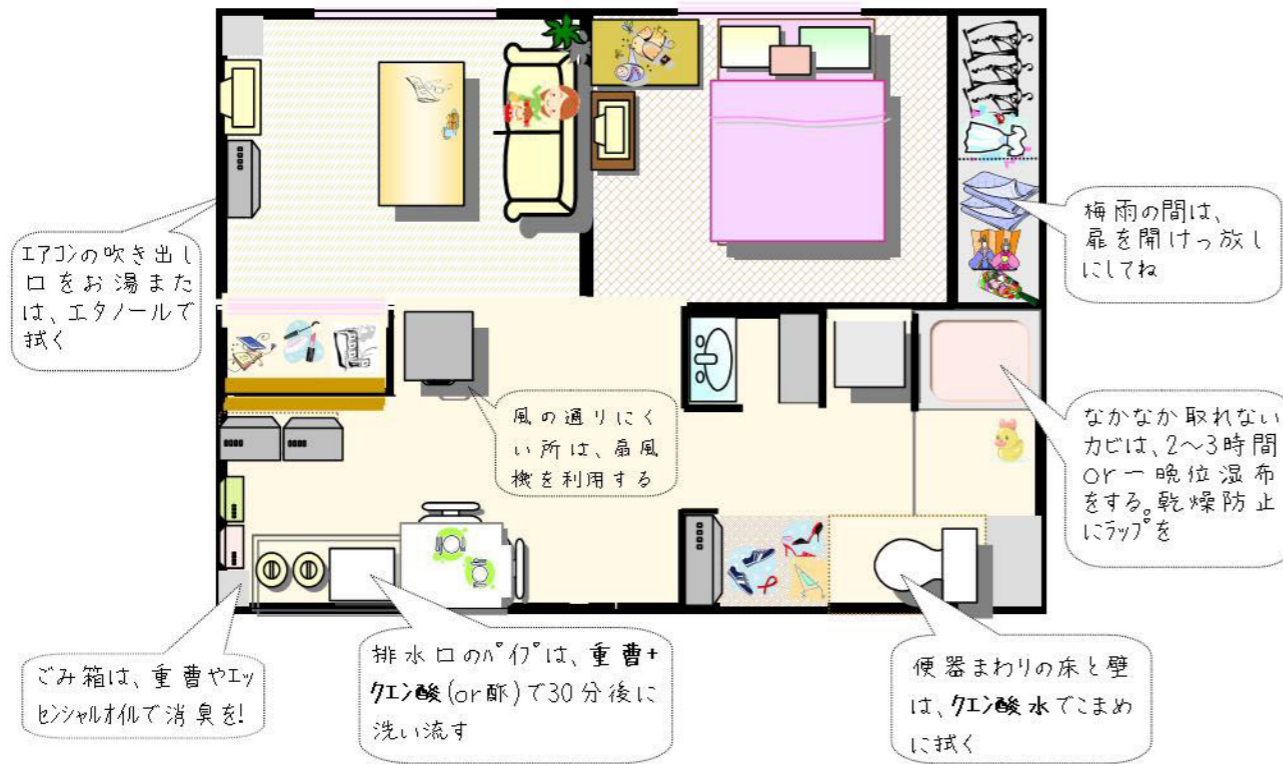 エアコンの吹き出し
口をお湯また
は、エタノールで
拭く
梅雨の間は、
扉を開けっ放し
にしてね
風の通りにく
い所は、扇風
機を利用する
なかなか取れない
カビは、2～3時間
or一晩位湿布
をする。乾燥防止
にラップを
ごみ箱は、重曹やエッ
センシャルオイルで消臭を!
排水口のパイプは、重曹+
クエン酸(or酢)で30分後に
洗い流す
便器まわりの床と壁
は、クエン酸水でこまめ
に拭く